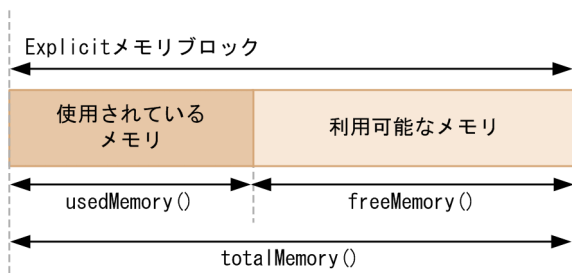 Explicitメモリブロック
使用されている
メモリ
利用可能なメモリ
usedMemory()
freeMemory()
totalMemory()